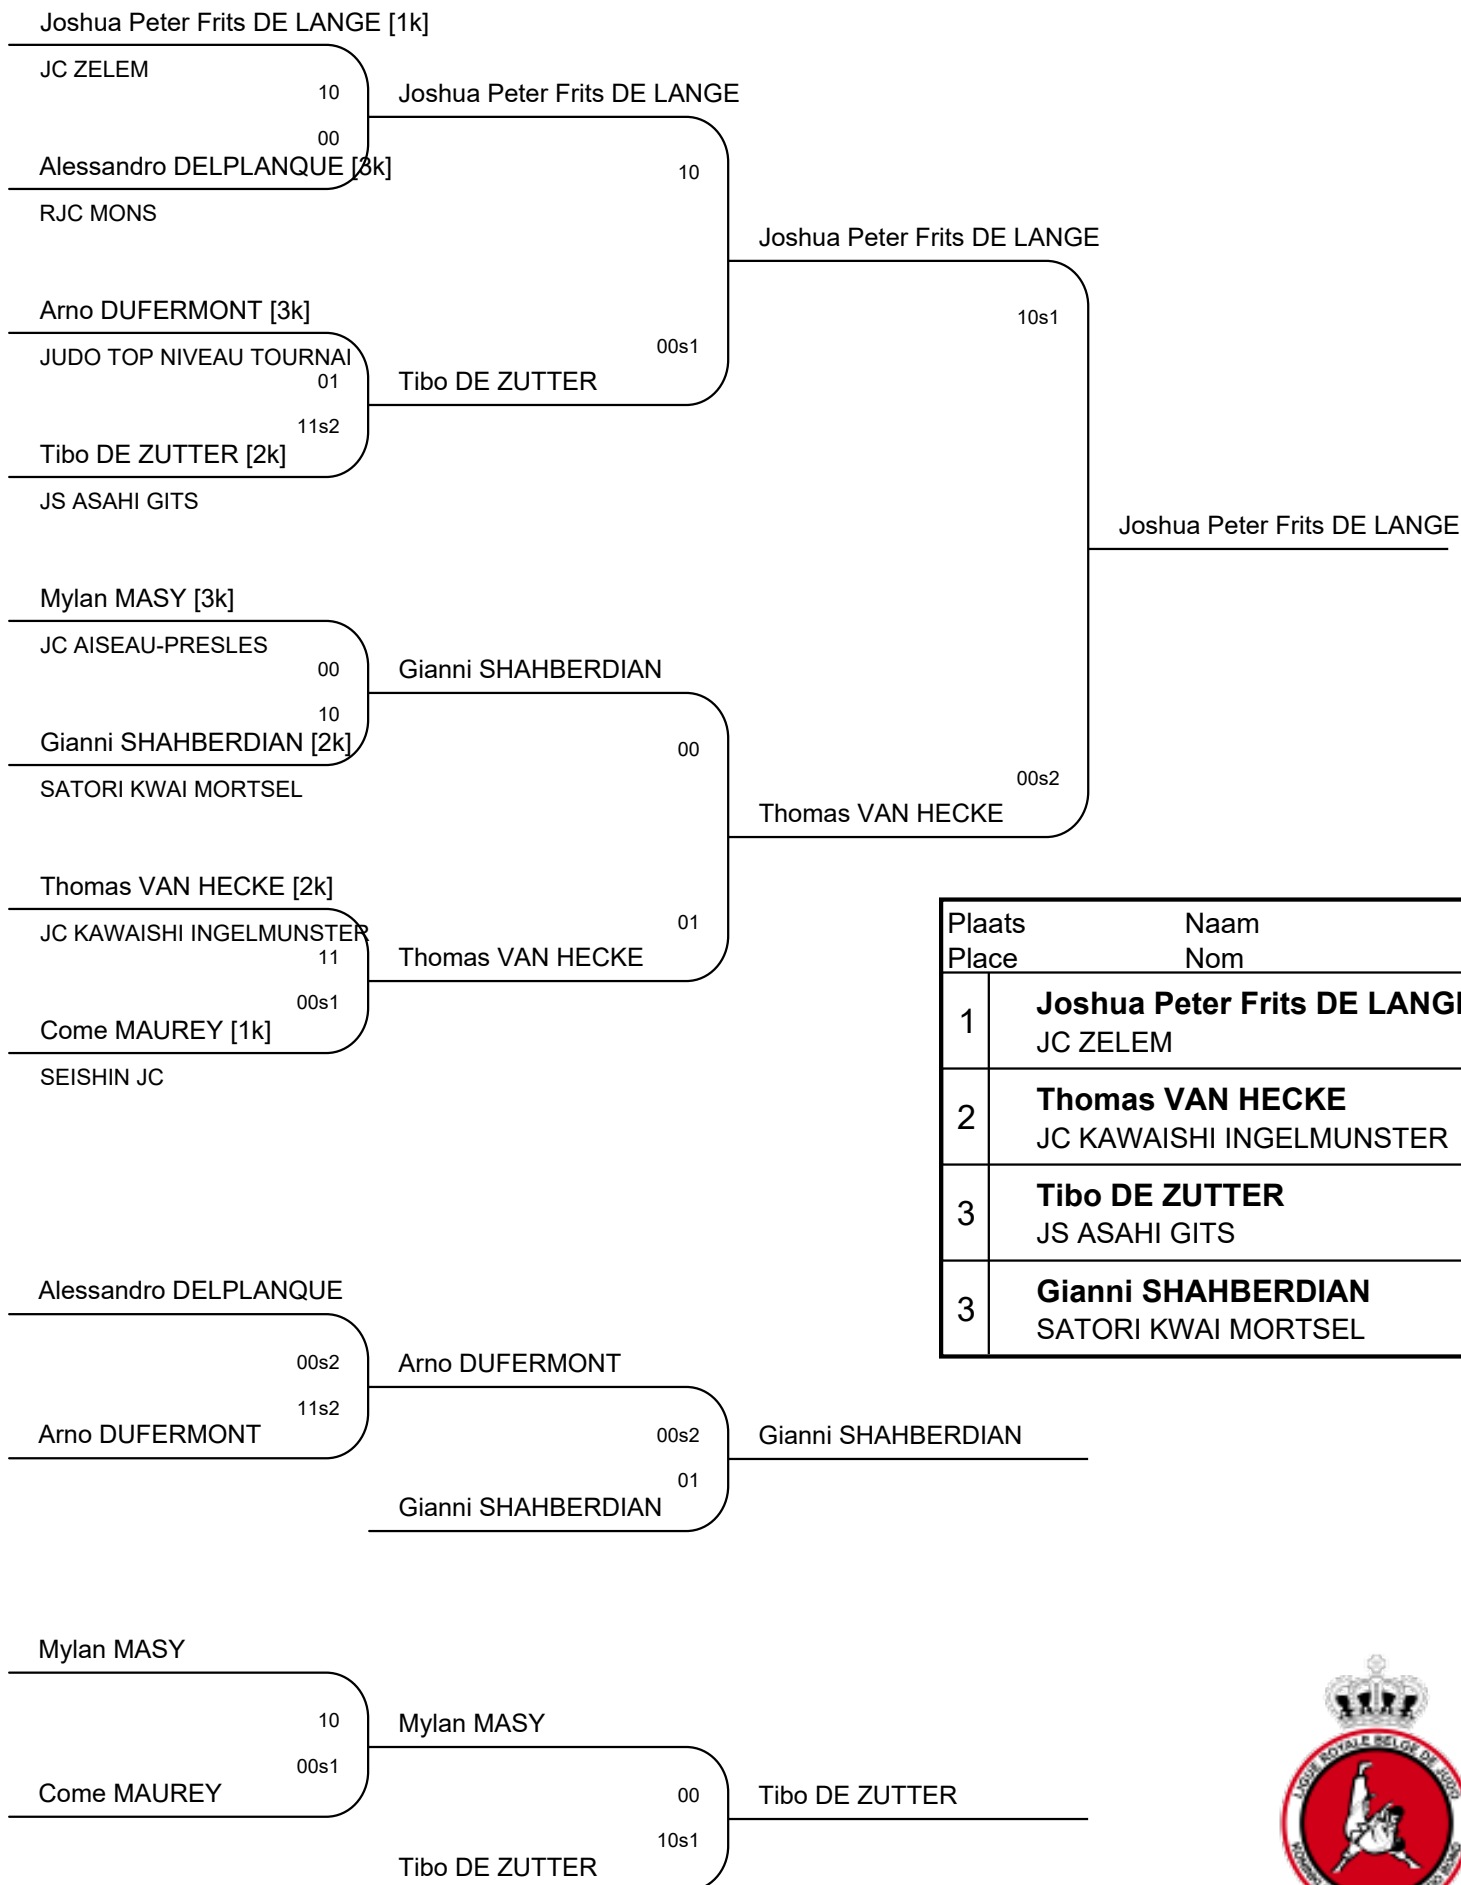 Joshua Peter Frits DE LANGE [1k]
JC ZELEM
10
00
Alessandro DELPLANQUE [3k]
RJC MONS
Joshua Peter Frits DE LANGE
10
Arno DUFERMONT [3k]
JUDO TOP NIVEAU TOURNAI
01
11s2
Tibo DE ZUTTER [2k]
JS ASAHI GITS
00s1
Tibo DE ZUTTER
Joshua Peter Frits DE LANGE
10s1
Mylan MASY [3k]
JC AISEAU-PRESLES
00
10
Gianni SHAHBERDIAN [2k]
SATORI KWAI MORTSEL
Gianni SHAHBERDIAN
00
Thomas VAN HECKE [2k]
JC KAWAISHI INGELMUNSTER
11
00s1
Come MAUREY [1k]
SEISHIN JC
01
Thomas VAN HECKE
00s2
Thomas VAN HECKE
Joshua Peter Frits DE LANGE
Plaats Naam
Place Nom
1 Joshua Peter Frits DE LANG
JC ZELEM
2 Thomas VAN HECKE
JC KAWAISHI INGELMUNSTER
3 Tibo DE ZUTTER
JS ASAHI GITS
3 Gianni SHAHBERDIAN
SATORI KWAI MORTSEL
Alessandro DELPLANQUE
00s2
11s2
Arno DUFERMONT
Arno DUFERMONT
00s2
01
Gianni SHAHBERDIAN
Gianni SHAHBERDIAN
Mylan MASY
10
00s1
Come MAUREY
Mylan MASY
00
10s1
Tibo DE ZUTTER
Tibo DE ZUTTER
LIGUE ROYALE BELGE DE JUDO